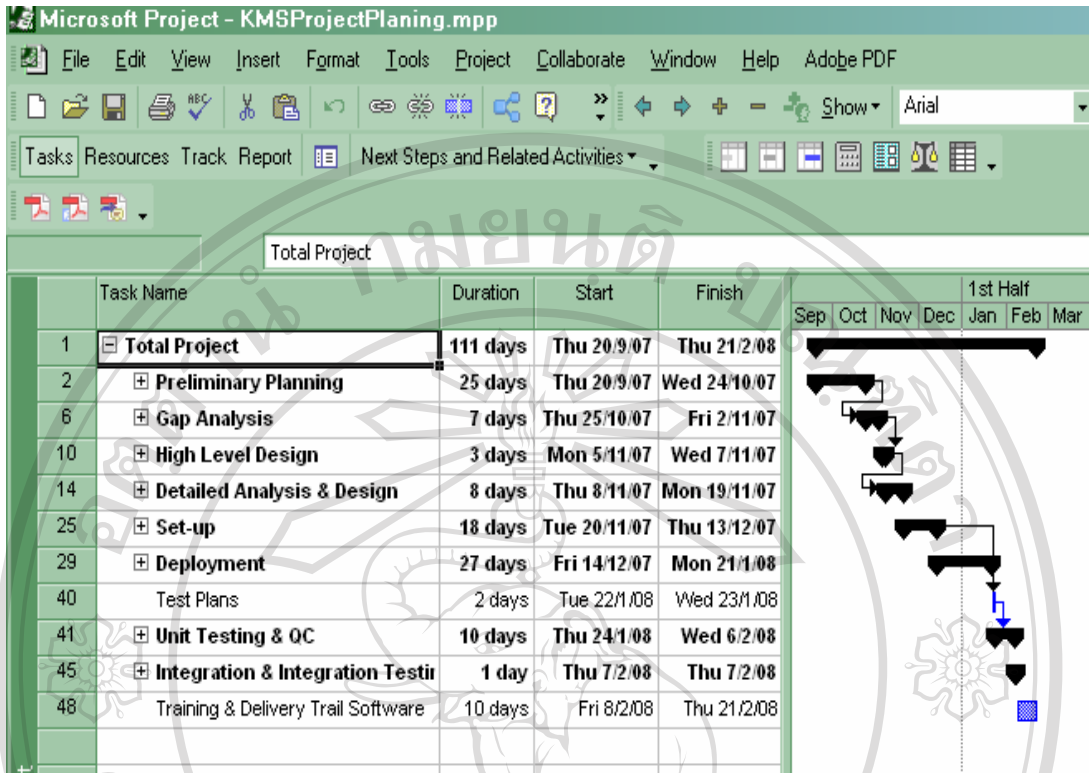 Microsoft Project - KMSProjectPlaning.mpp
File Edit View Insert Format Tools Project Collaborate Window Help Adobe PDF
ABC Show Arial
Tasks Resources Track Report Next Steps and Related Activities
Total Project
Task Name Duration Start Finish 1st Half
Sep Oct Nov Dec Jan Feb Mar
1 Total Project 111 days Thu 20/9/07 Thu 21/2/08
2 Preliminary Planning 25 days Thu 20/9/07 Wed 24/10/07
6 Gap Analysis 7 days Thu 25/10/07 Fri 2/11/07
10 High Level Design 3 days Mon 5/11/07 Wed 7/11/07
14 Detailed Analysis & Design 8 days Thu 8/11/07 Mon 19/11/07
25 Set-up 18 days Tue 20/11/07 Thu 13/12/07
29 Deployment 27 days Fri 14/12/07 Mon 21/1/08
40 Test Plans 2 days Tue 22/1/08 Wed 23/1/08
41 Unit Testing & QC 10 days Thu 24/1/08 Wed 6/2/08
45 Integration & Integration Testin 1 day Thu 7/2/08 Thu 7/2/08
48 Training & Delivery Trail Software 10 days Fri 8/2/08 Thu 21/2/08